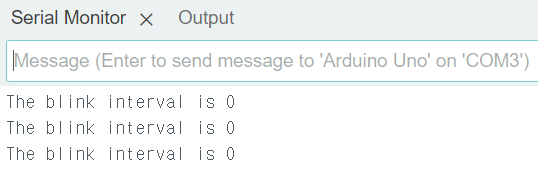 Serial Monitor × Output
Message (Enter to send message to 'Arduino Uno' on 'COM3')
The blink interval is 0
The blink interval is 0
The blink interval is 0